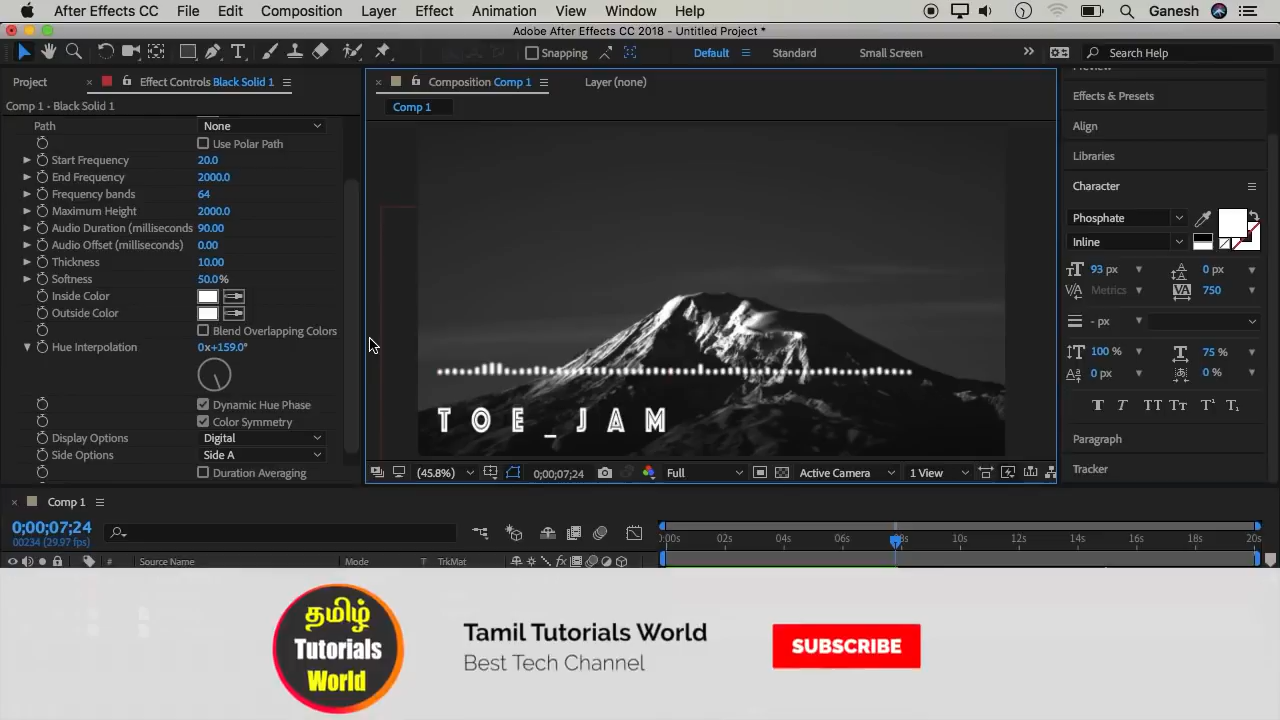 After Effects CC File Edit Composition Layer Effect Animation View Window Help Ganesh
Adobe After Effects CC 2018 - Untitled Project *
Snapping Default Standard Small Screen Search Help
Project Effect Controls Black Solid 1
Comp 1 • Black Solid 1
Path None
Use Polar Path
Start Frequency 20.0
End Frequency 2000.0
Frequency bands 64
Maximum Height 2000.0
Audio Duration (milliseconds 90.00
Audio Offset (milliseconds) 0.00
Thickness 10.00
Softness 50.0%
Inside Color
Outside Color
Blend Overlapping Colors
Hue Interpolation 0x+159.0°
Dynamic Hue Phase
Color Symmetry
Display Options Digital
Side Options Side A
Duration Averaging
Composition Comp 1 Layer (none)
Comp 1
TOE_JAM
(45.8%) 0;00;07;24 Full Active Camera 1 View
Effects & Presets
Align
Libraries
Character
Phosphate
Inline
93 px 0 px
Metrics 750
- px
100 % 75 %
0 px 0 %
T T TT Tт T¹ T₁
Paragraph
Tracker
Comp 1
0;00;07;24
00234 (29.97 fps)
:00s 02s 04s 06s 08s 10s 12s 14s 16s 18s 20s
# Source Name Mode T TrkMat
தமிழ்
Tutorials
World
Tamil Tutorials World
Best Tech Channel
SUBSCRIBE